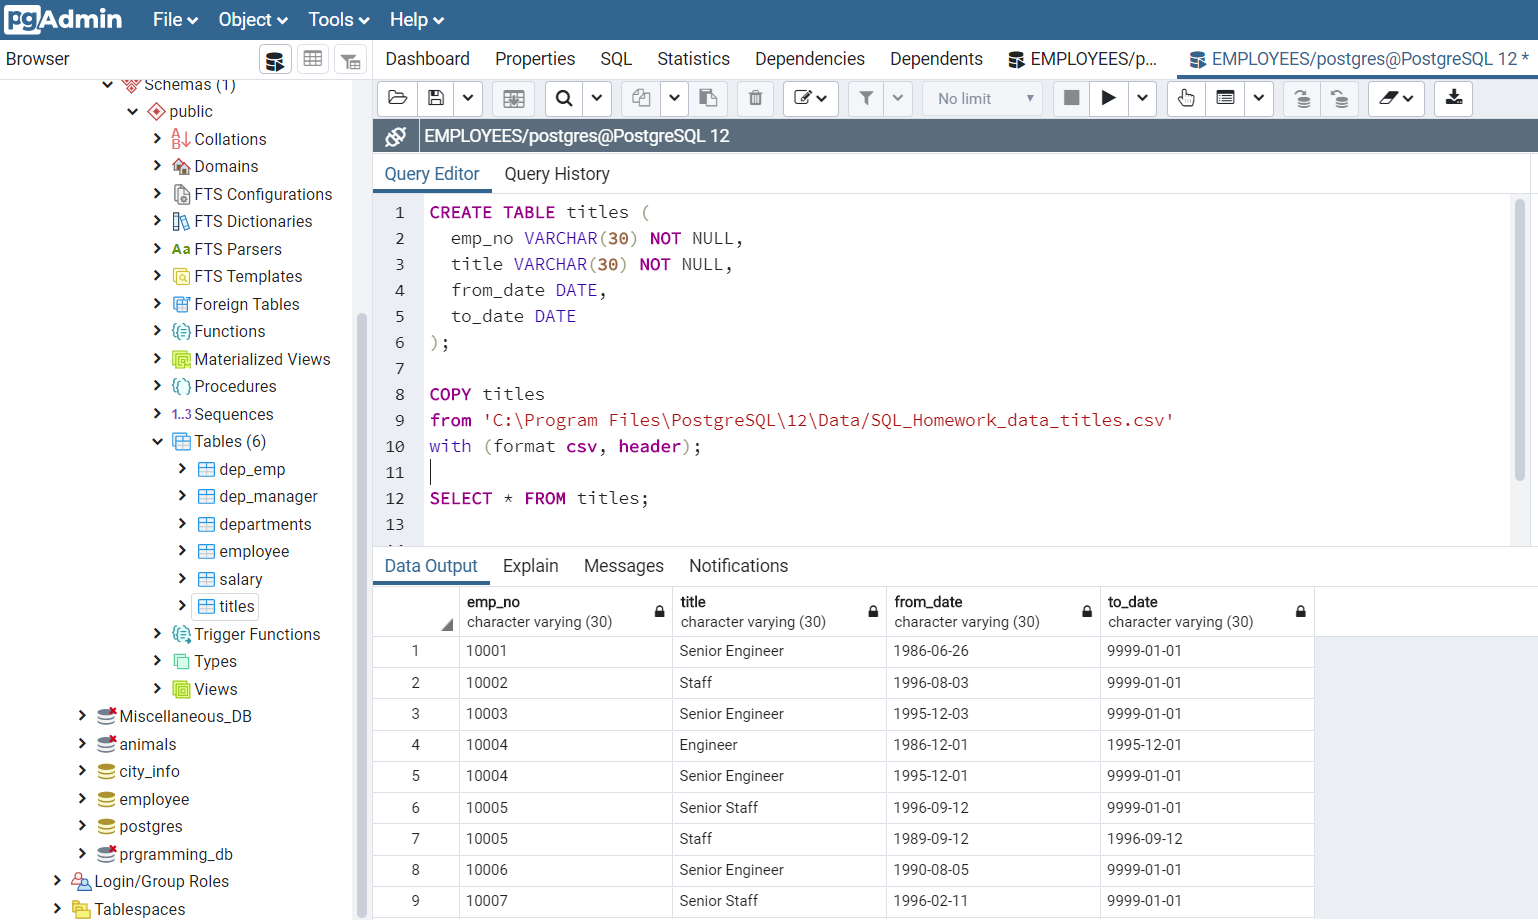 pgAdmin File Object Tools Help
Browser
Dashboard Properties SQL Statistics Dependencies Dependents EMPLOYEES/p... EMPLOYEES/postgres@PostgreSQL 12 *
No limit
EMPLOYEES/postgres@PostgreSQL 12
Schemas (1)
public
Collations
Domains
FTS Configurations
FTS Dictionaries
Aa FTS Parsers
FTS Templates
Foreign Tables
Functions
Materialized Views
Procedures
1..3 Sequences
Tables (6)
dep_emp
dep_manager
departments
employee
salary
titles
Trigger Functions
Types
Views
Miscellaneous_DB
animals
city_info
employee
postgres
prgramming_db
Login/Group Roles
Tablespaces
Query Editor Query History
1 CREATE TABLE titles (
2 emp_no VARCHAR(30) NOT NULL,
3 title VARCHAR(30) NOT NULL,
4 from_date DATE,
5 to_date DATE
6 );
7
8 COPY titles
9 from 'C:\Program Files\PostgreSQL\12\Data/SQL_Homework_data_titles.csv'
10 with (format csv, header);
11
12 SELECT * FROM titles;
13
Data Output Explain Messages Notifications
emp_no title from_date to_date
character varying (30) character varying (30) character varying (30) character varying (30)
1 10001 Senior Engineer 1986-06-26 9999-01-01
2 10002 Staff 1996-08-03 9999-01-01
3 10003 Senior Engineer 1995-12-03 9999-01-01
4 10004 Engineer 1986-12-01 1995-12-01
5 10004 Senior Engineer 1995-12-01 9999-01-01
6 10005 Senior Staff 1996-09-12 9999-01-01
7 10005 Staff 1989-09-12 1996-09-12
8 10006 Senior Engineer 1990-08-05 9999-01-01
9 10007 Senior Staff 1996-02-11 9999-01-01